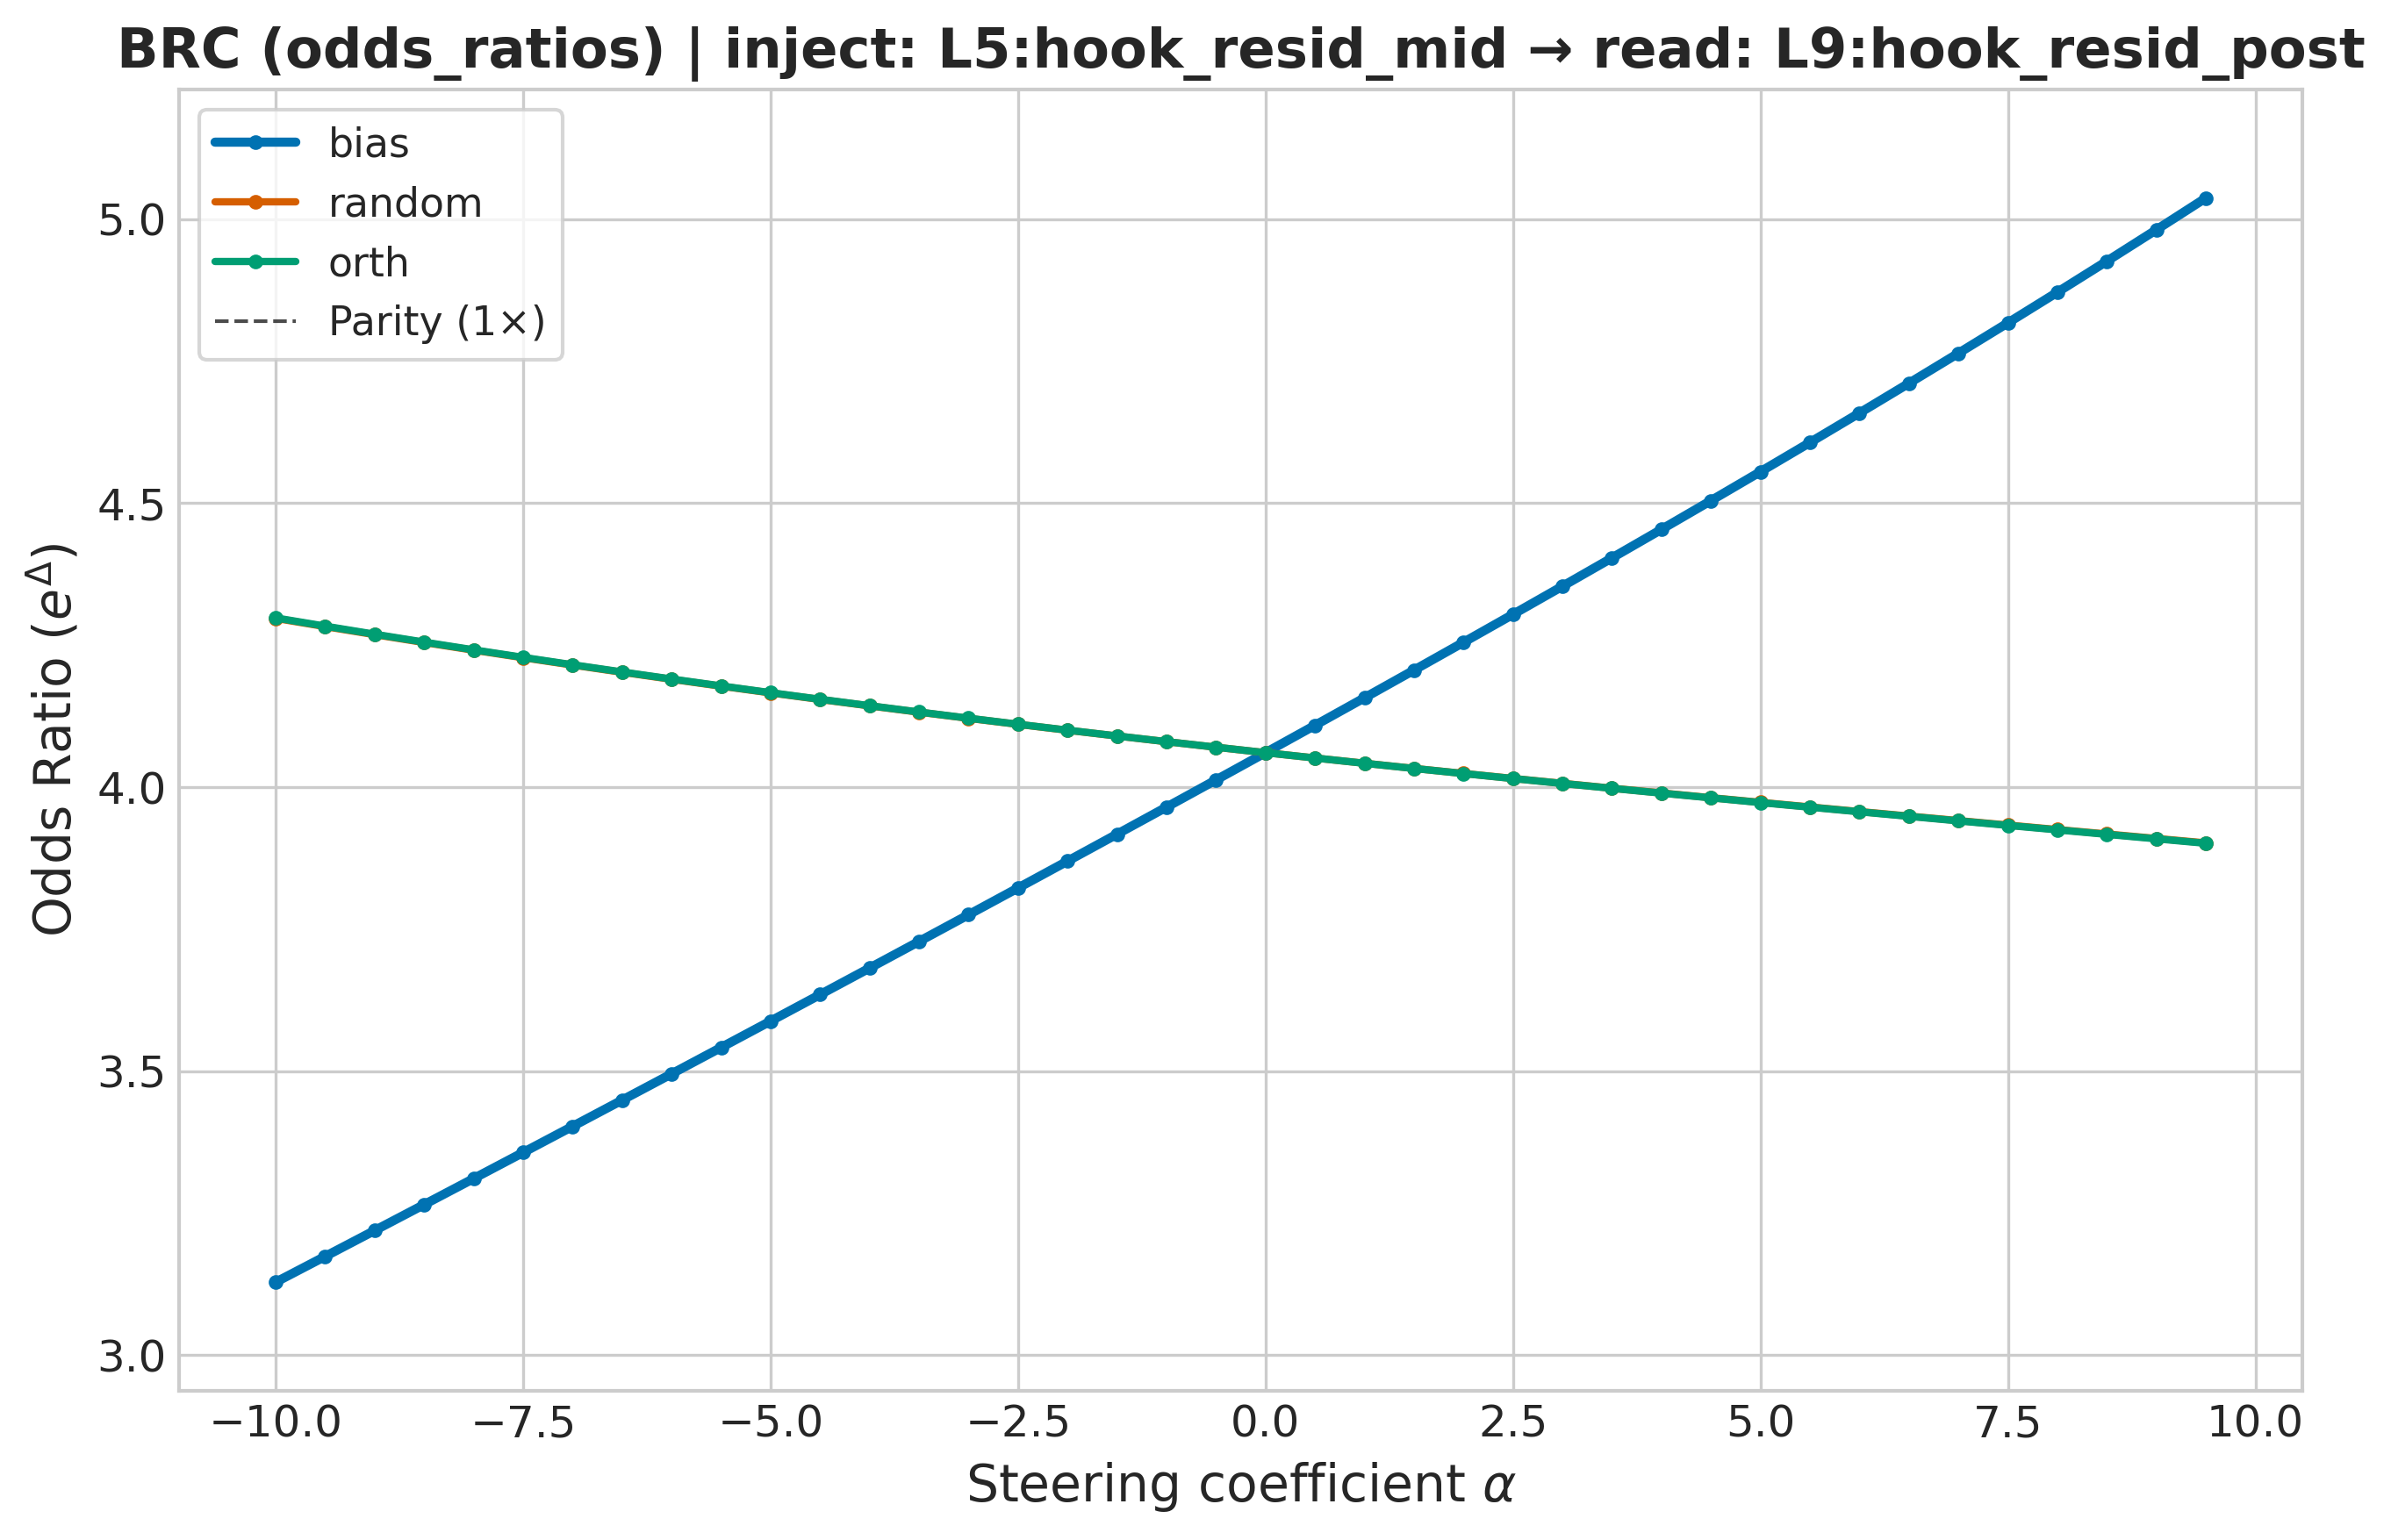 BRC (odds_ratios) | inject: L5:hook_resid_mid → read: L9:hook_resid_post
bias
random
orth
Parity (1×)
Odds Ratio (e^Δ)
5.0
4.5
4.0
3.5
3.0
−10.0 −7.5 −5.0 −2.5 0.0 2.5 5.0 7.5 10.0
Steering coefficient α